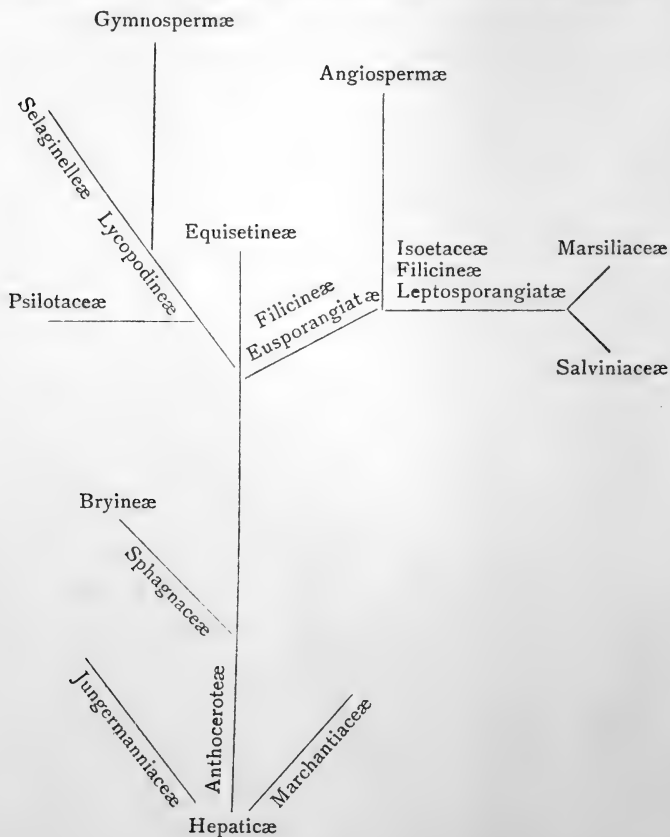 Gymnospermæ
Angiospermæ
Selaginelleæ
Lycopodineæ
Equisetineæ
Isoetaceæ
Filicineæ
Leptosporangiatæ
Marsiliaceæ
Psilotaceæ
Filicineæ
Eusporangiatæ
Salviniaceæ
Bryineæ
Sphagnaceæ
Jungermanniaceæ
Anthoceroteæ
Marchantiaceæ
Hepaticæ